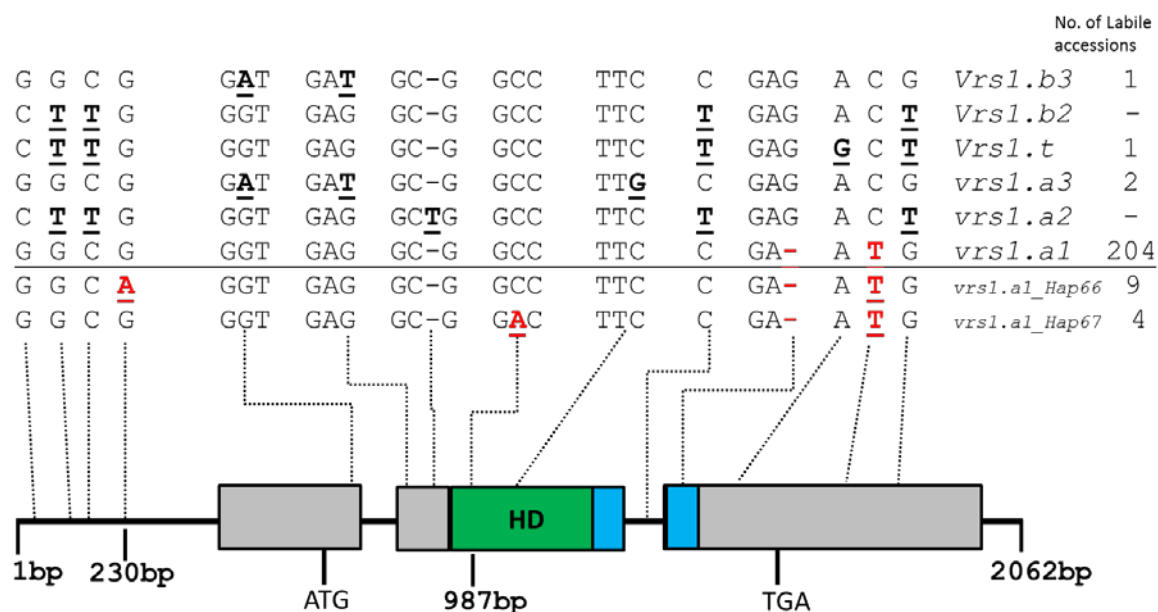 No. of Labile
accessions
G G C G GAT GAT GC-G GCC TTC C GAG A C G Vrs1.b3 1
C T T G GGT GAG GC-G GCC TTC T GAG A C T Vrs1.b2 -
C T T G GGT GAG GC-G GCC TTC T GAG G C T Vrs1.t 1
G G C G GAT GAT GC-G GCC TTG C GAG A C G vrs1.a3 2
C T T G GGT GAG GCTG GCC TTC T GAG A C T vrs1.a2 -
G G C G GGT GAG GC-G GCC TTC C GA- A T G vrs1.a1 204
G G C A GGT GAG GC-G GCC TTC C GA- A T G vrs1.a1_Hap66 9
G G C G GGT GAG GC-G GAC TTC C GA- A T G vrs1.a1_Hap67 4
HD
1bp 230bp ATG 987bp TGA 2062bp